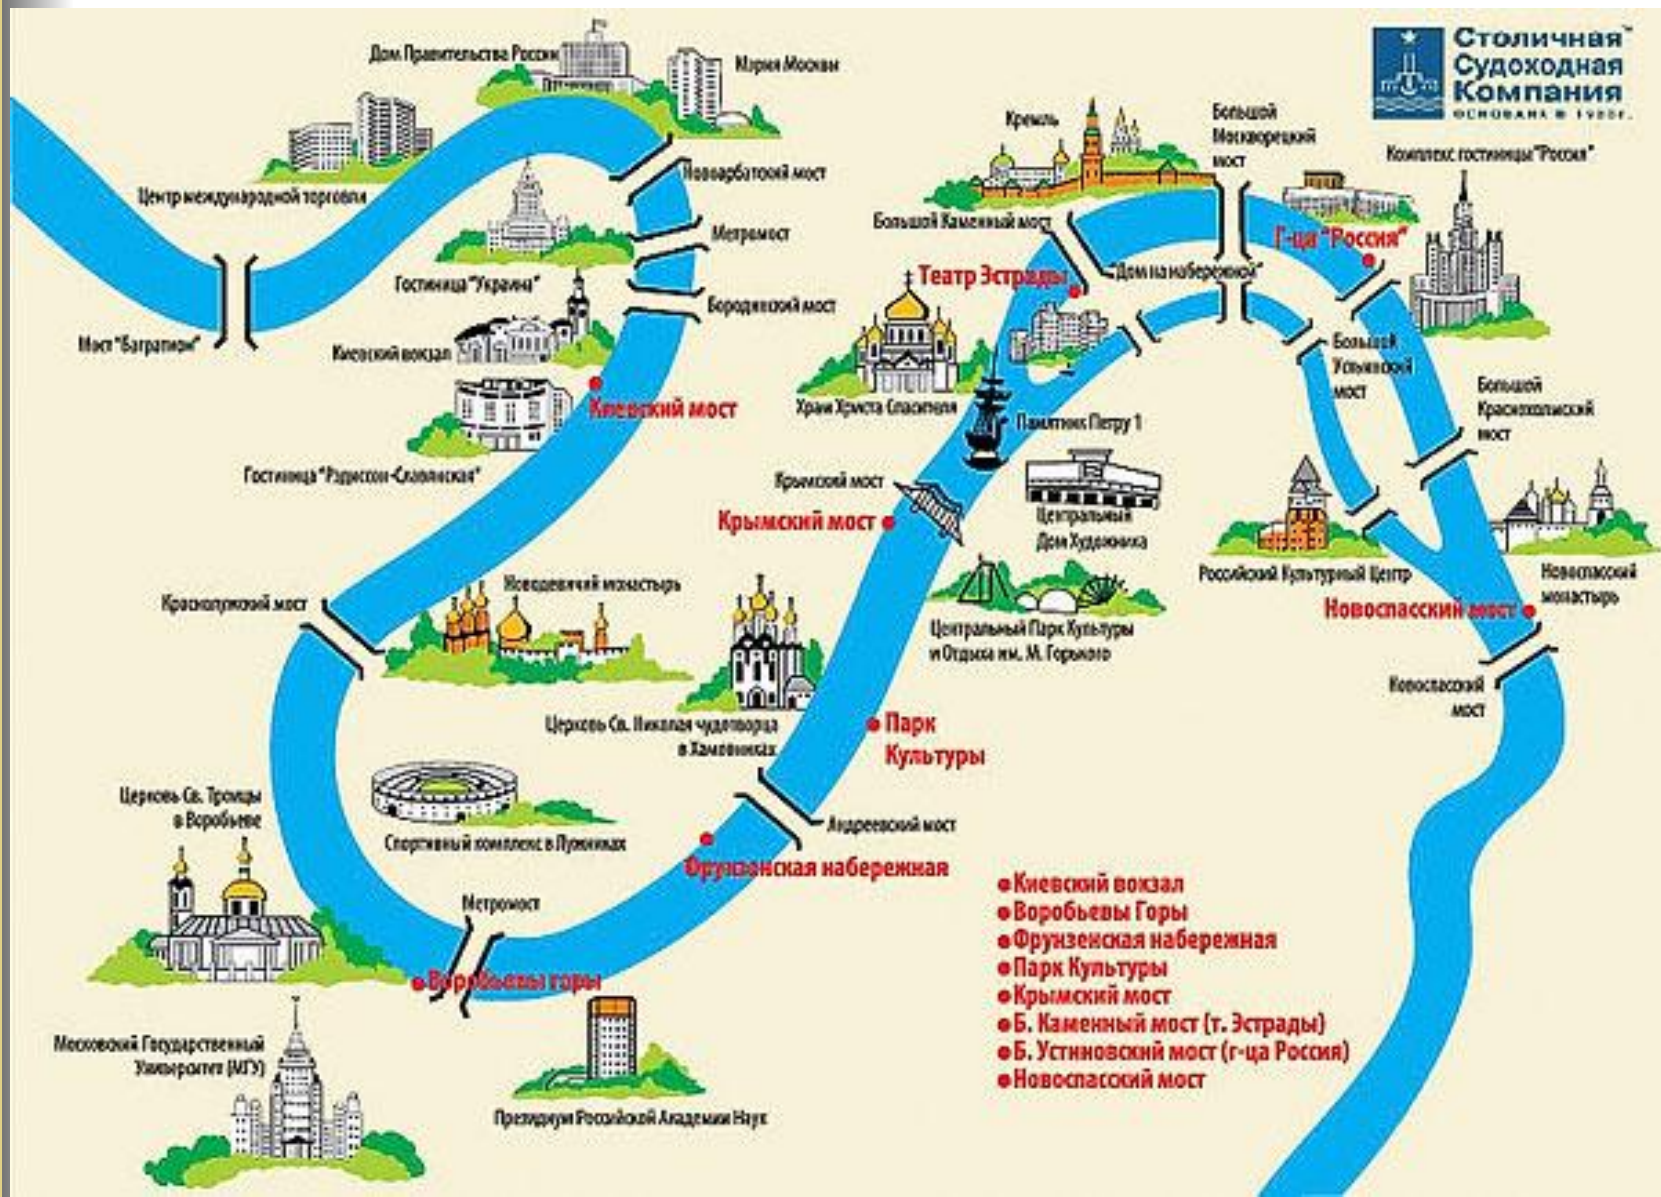 Столичная
Судоходная
Компания
Дом Правительства России
Мэрия Москвы
Центр международной торговли
Новоарбатский мост
Метромост
Гостиница "Украина"
Бородинский мост
Мост "Багратион"
Киевский вокзал
Киевский мост
Гостиница "Рэдиссон-Славянская"
Кремль
Большой
Москворецкий
мост
Комплекс гостиницы "Россия"
Большой Каменный мост
Г-ца "Россия"
Театр Эстрады
"Дом на набережной"
Большой
мост
Храм Христа Спасителя
Памятник Петру 1
Большой
Краснохолмский
мост
Крымский мост
Крымский мост
Центральный
Дом Художника
Российский Культурный Центр
Новоспасский
монастырь
Новоспасский мост
Центральный Парк Культуры
и Отдыха им. М. Горького
Новоспасский
мост
Краснолужский мост
Новодевичий монастырь
Церковь Св. Николая чудотворца
в Хамовниках
Парк
Культуры
Церковь Св. Троицы
в Воробьеве
Спортивный комплекс в Лужниках
Андреевский мост
Фрунзенская набережная
Метромост
Воробьевы горы
Московский Государственный
Университет (МГУ)
Президиум Российской Академии Наук
Киевский вокзал
Воробьевы Горы
Фрунзенская набережная
Парк Культуры
Крымский мост
Б. Каменный мост (т. Эстрады)
Б. Устиновский мост (г-ца Россия)
Новоспасский мост